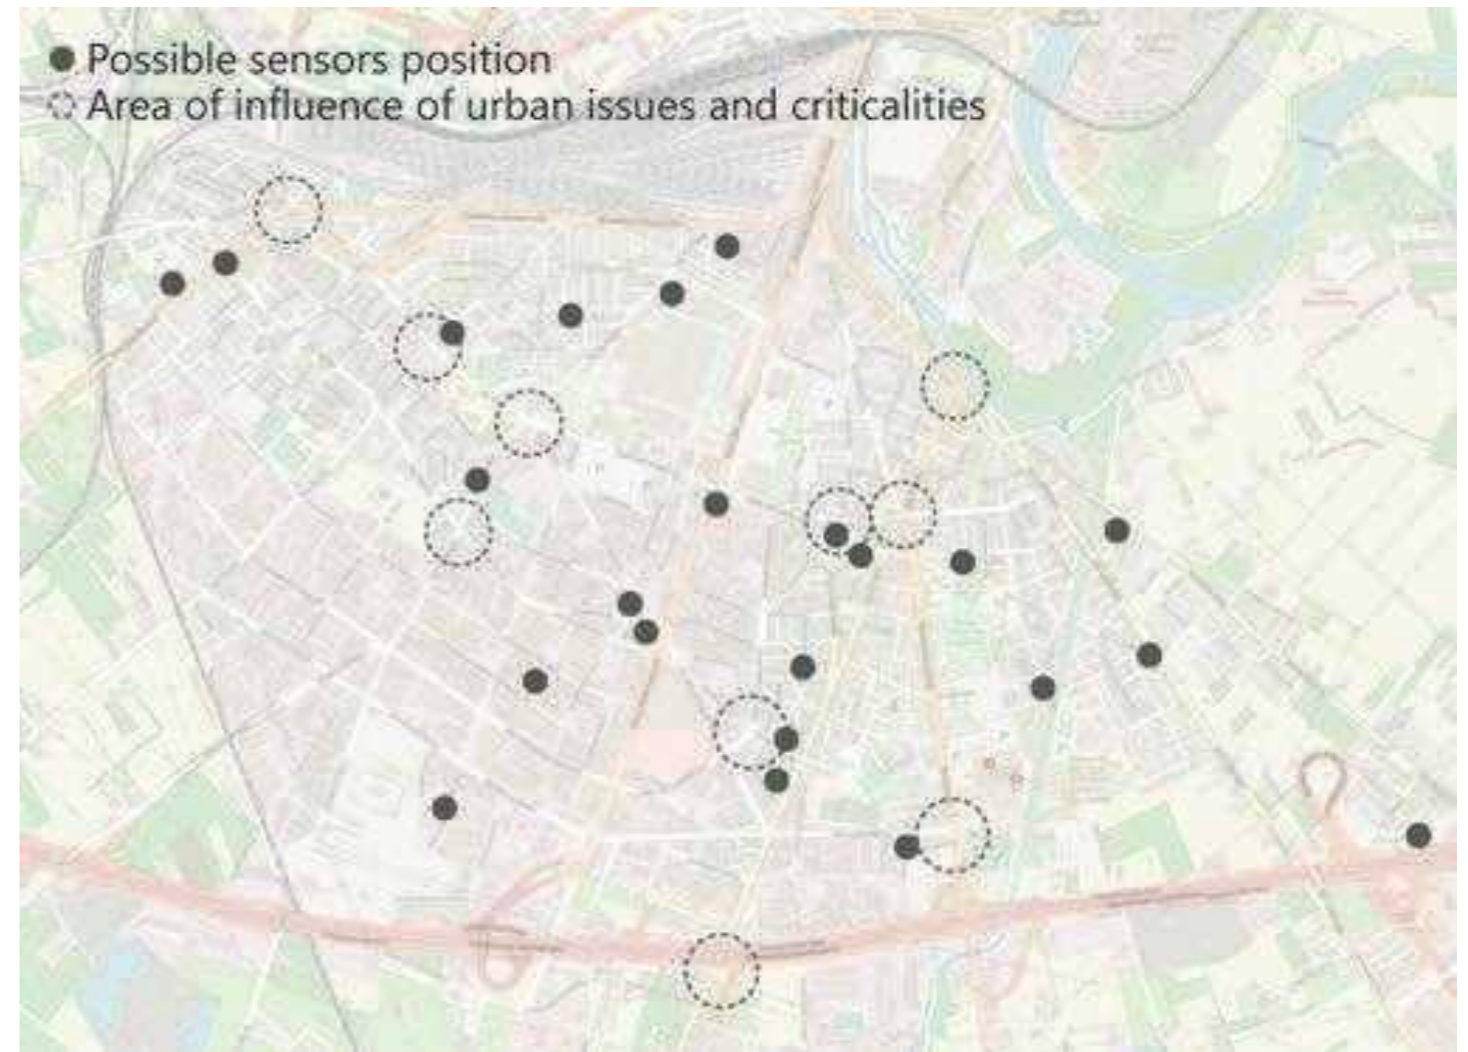 Possible sensors position
Area of influence of urban issues and criticalities